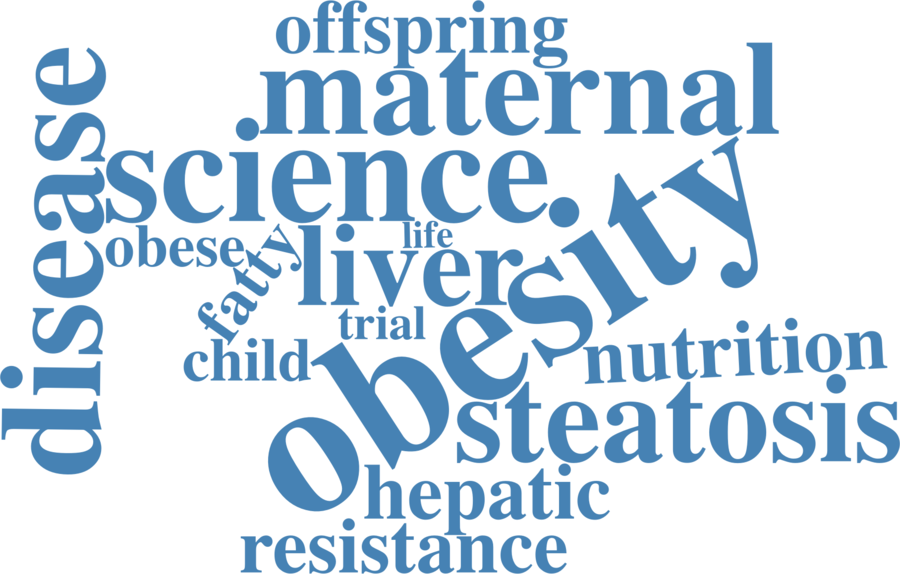 offspring
maternal
disease
science
obese
fatty
liver
life
obesity
trial
child
nutrition
steatosis
hepatic
resistance